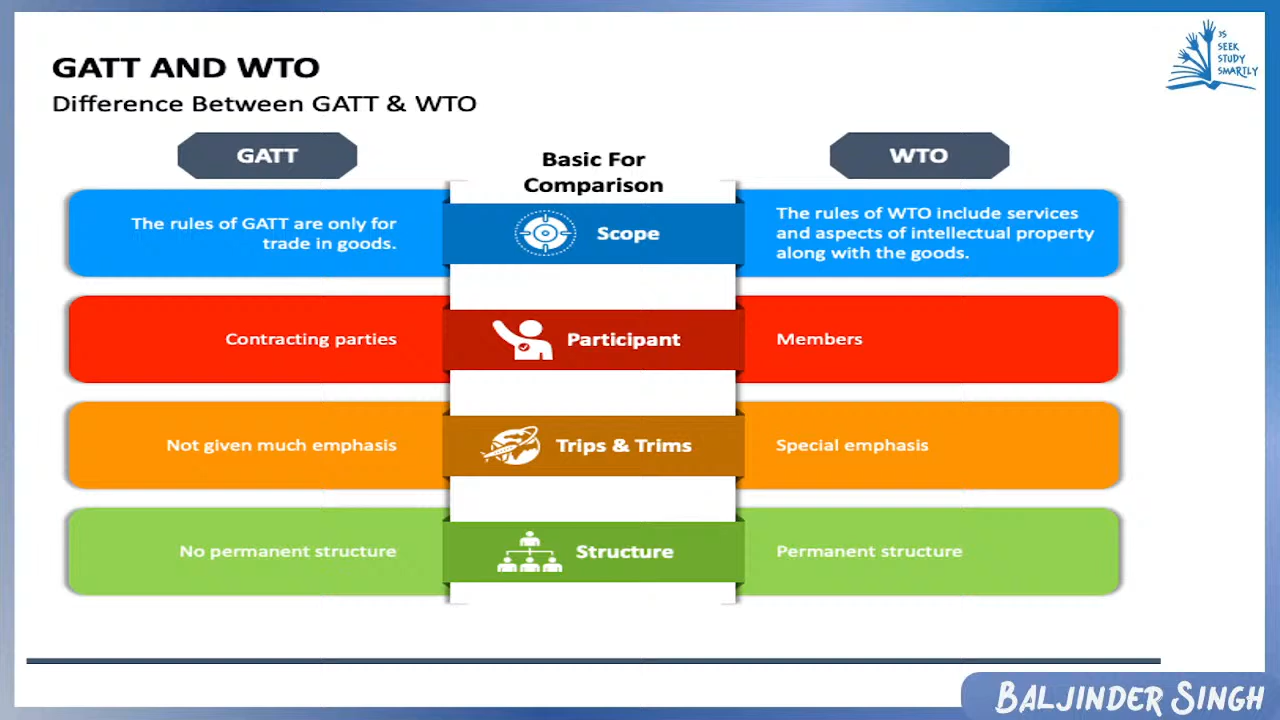 GATT AND WTO
Difference Between GATT & WTO
3S
SEEK
STUDY
SMARTLY
GATT
Basic For
Comparison
WTO
The rules of GATT are only for
trade in goods.
Scope
The rules of WTO include services
and aspects of intellectual property
along with the goods.
Contracting parties
Participant
Members
Not given much emphasis
Trips & Trims
Special emphasis
No permanent structure
Structure
Permanent structure
BALJINDER SINGH